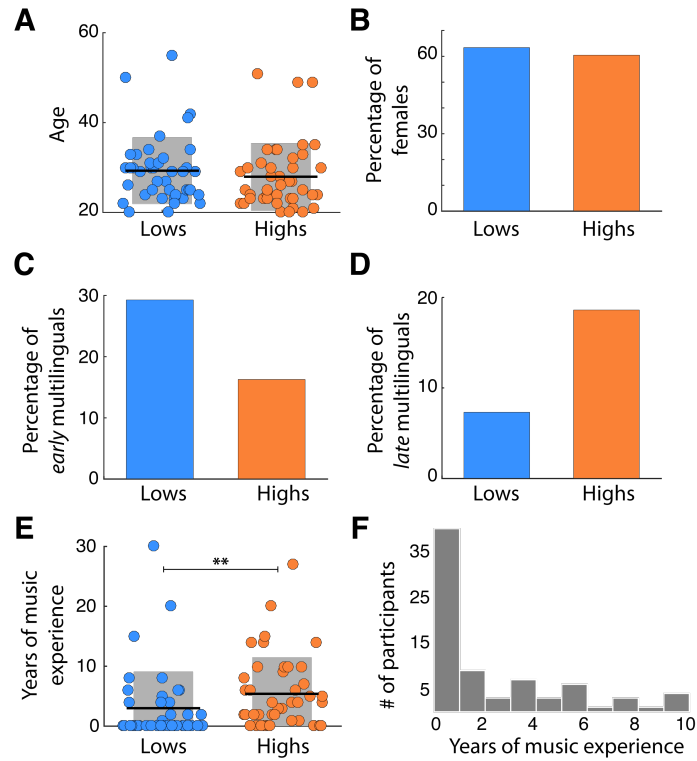 A
60
40
20
Age
Lows
Highs
B
60
30
0
Percentage of
females
Lows
Highs
C
30
20
10
0
Percentage of
early multilinguals
Lows
Highs
D
20
10
0
Percentage of
late multilinguals
Lows
Highs
E
30
20
10
0
Years of music
experience
**
Lows
Highs
F
35
25
15
5
# of participants
0 2 4 6 8 10
Years of music experience